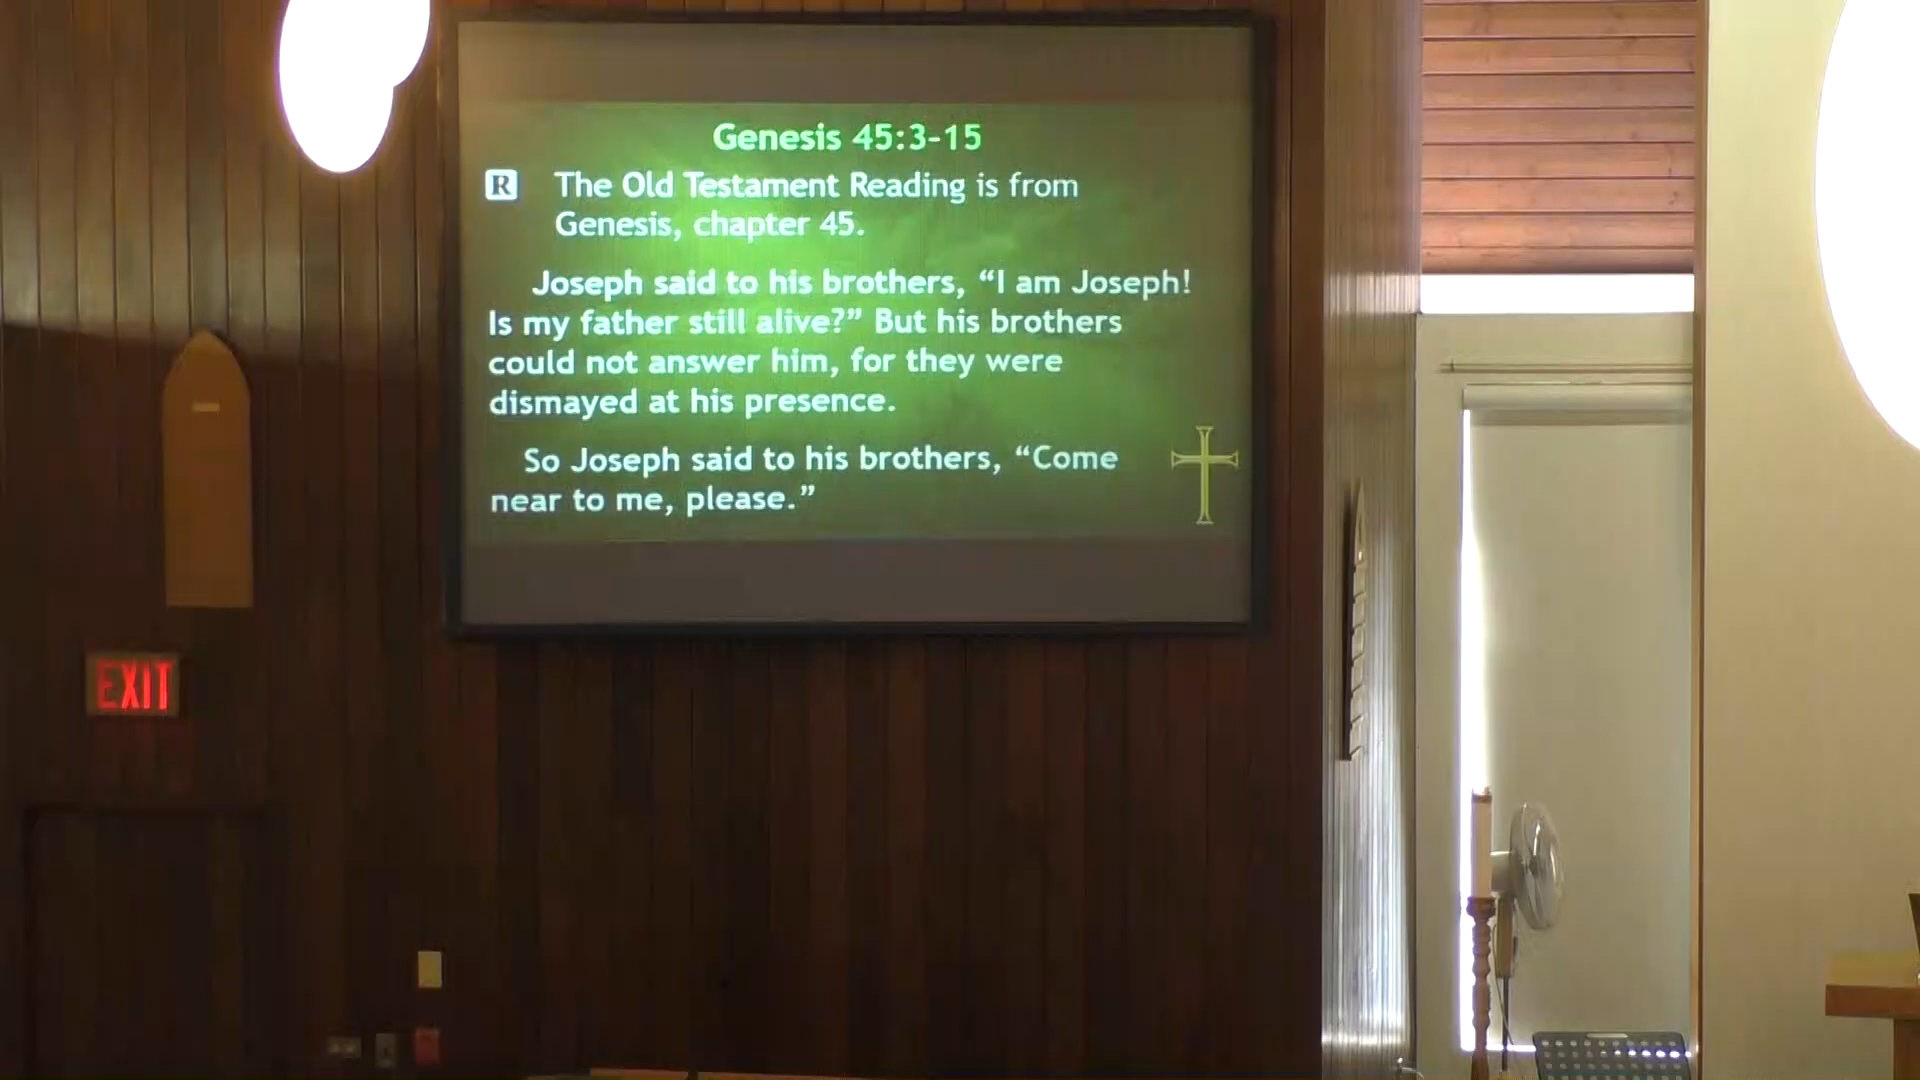 Genesis 45:3-15
R The Old Testament Reading is from
Genesis, chapter 45.
Joseph said to his brothers, “I am Joseph!
Is my father still alive?” But his brothers
could not answer him, for they were
dismayed at his presence.
So Joseph said to his brothers, “Come
near to me, please.”
EXIT